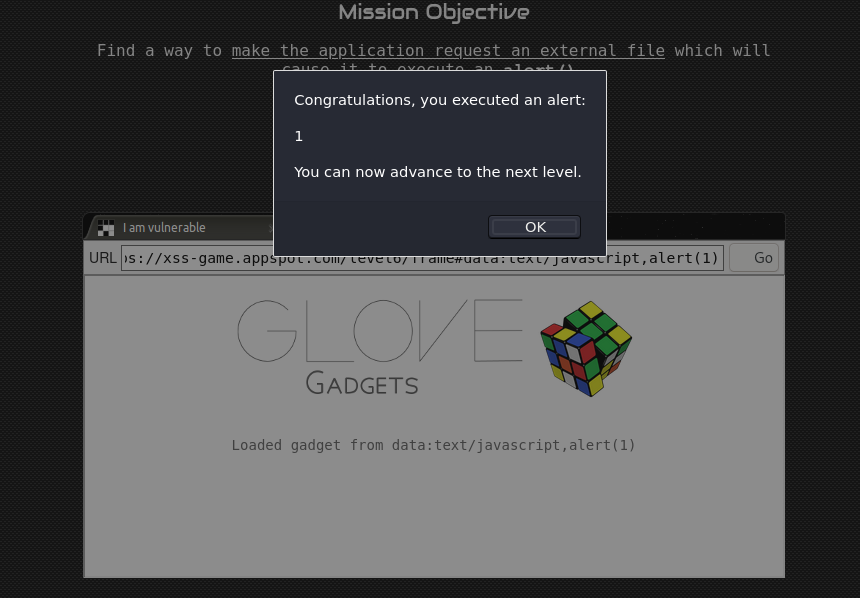 Mission Objective
Find a way to make the application request an external file which will
cause it to execute an alert().
Congratulations, you executed an alert:
1
You can now advance to the next level.
OK
I am vulnerable
URL
ps://xss-game.appspot.com/level6/frame#data:text/javascript,alert(1)
Go
GLOVE
GADGETS
Loaded gadget from data:text/javascript,alert(1)